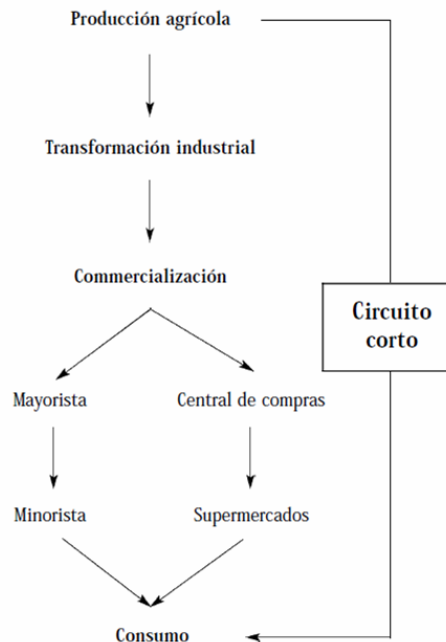 Producción agrícola
Transformación industrial
Commercialización
Circuito
corto
Mayorista
Central de compras
Minorista
Supermercados
Consumo